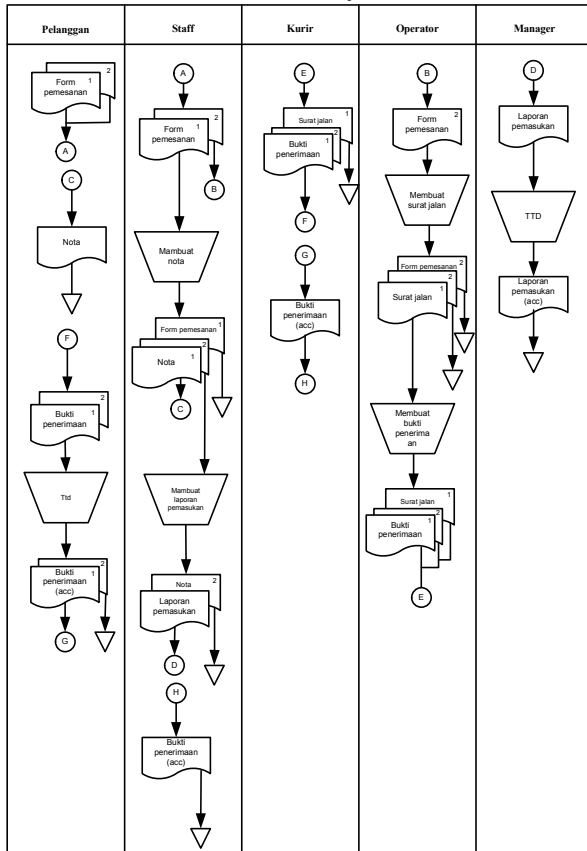 Pelanggan
Staff
Kurir
Operator
Manager
2
Form
pemesanan
1
A
C
Nota
F
2
Bukti
penerimaan
1
Ttd
2
Bukti
penerimaan
(acc)
1
G
A
2
Form
pemesanan
1
B
Mambuat
nota
Form pemesanan
1
2
Nota
1
C
Mambuat
laporan
pemasukan
Nota
2
Laporan
pemasukan
D
H
Bukti
penerimaan
(acc)
E
Surat jalan
1
2
Bukti
penerimaan
1
F
G
Bukti
penerimaan
(acc)
H
B
Form
pemesanan
2
Membuat
surat jalan
Form pemesanan
2
2
Surat jalan
1
Membuat
bukti
penerima
an
Surat jalan
1
2
Bukti
penerimaan
1
E
D
Laporan
pemasukan
TTD
Laporan
pemasukan
(acc)